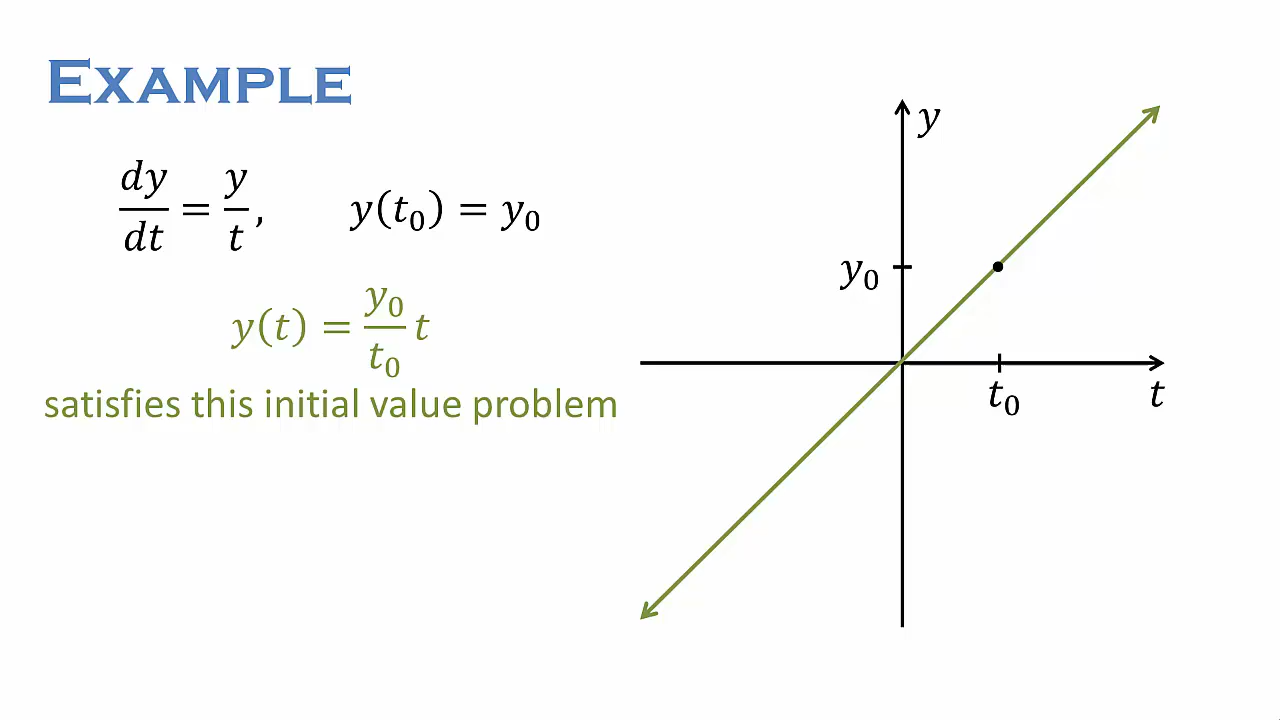 EXAMPLE
dy/dt = y/t, y(t₀) = y₀
y(t) = y₀/t₀ t
satisfies this initial value problem
y
y₀
t₀
t